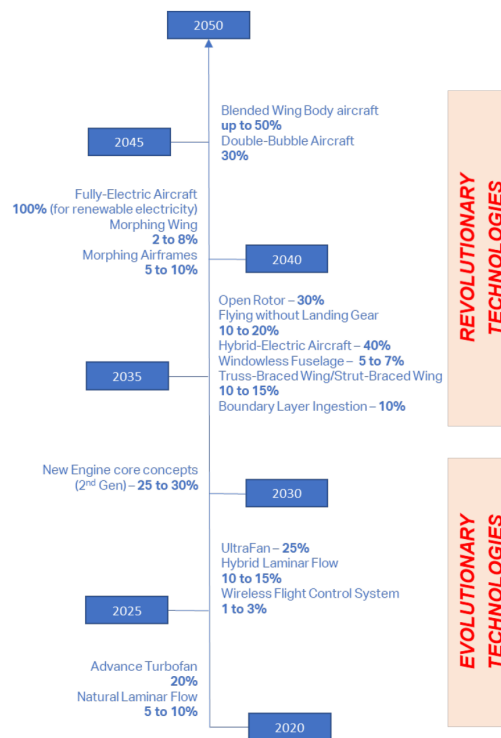 2050
Blended Wing Body aircraft
up to 50%
Double-Bubble Aircraft
30%
2045
Fully-Electric Aircraft
100% (for renewable electricity)
Morphing Wing
2 to 8%
Morphing Airframes
5 to 10%
2040
Open Rotor – 30%
Flying without Landing Gear
10 to 20%
Hybrid-Electric Aircraft – 40%
Windowless Fuselage – 5 to 7%
Truss-Braced Wing/Strut-Braced Wing
10 to 15%
Boundary Layer Ingestion – 10%
2035
New Engine core concepts
(2nd Gen) – 25 to 30%
2030
UltraFan – 25%
Hybrid Laminar Flow
10 to 15%
Wireless Flight Control System
1 to 3%
2025
Advance Turbofan
20%
Natural Laminar Flow
5 to 10%
2020
REVOLUTIONARY
TECHNOLOGIES
EVOLUTIONARY
TECHNOLOGIES